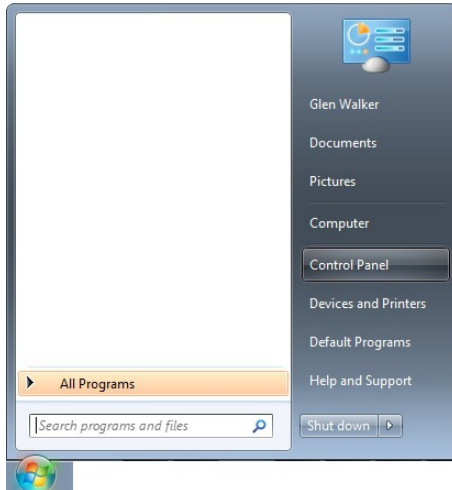 Glen Walker
Documents
Pictures
Computer
Control Panel
Devices and Printers
Default Programs
Help and Support
All Programs
Search programs and files
Shut down